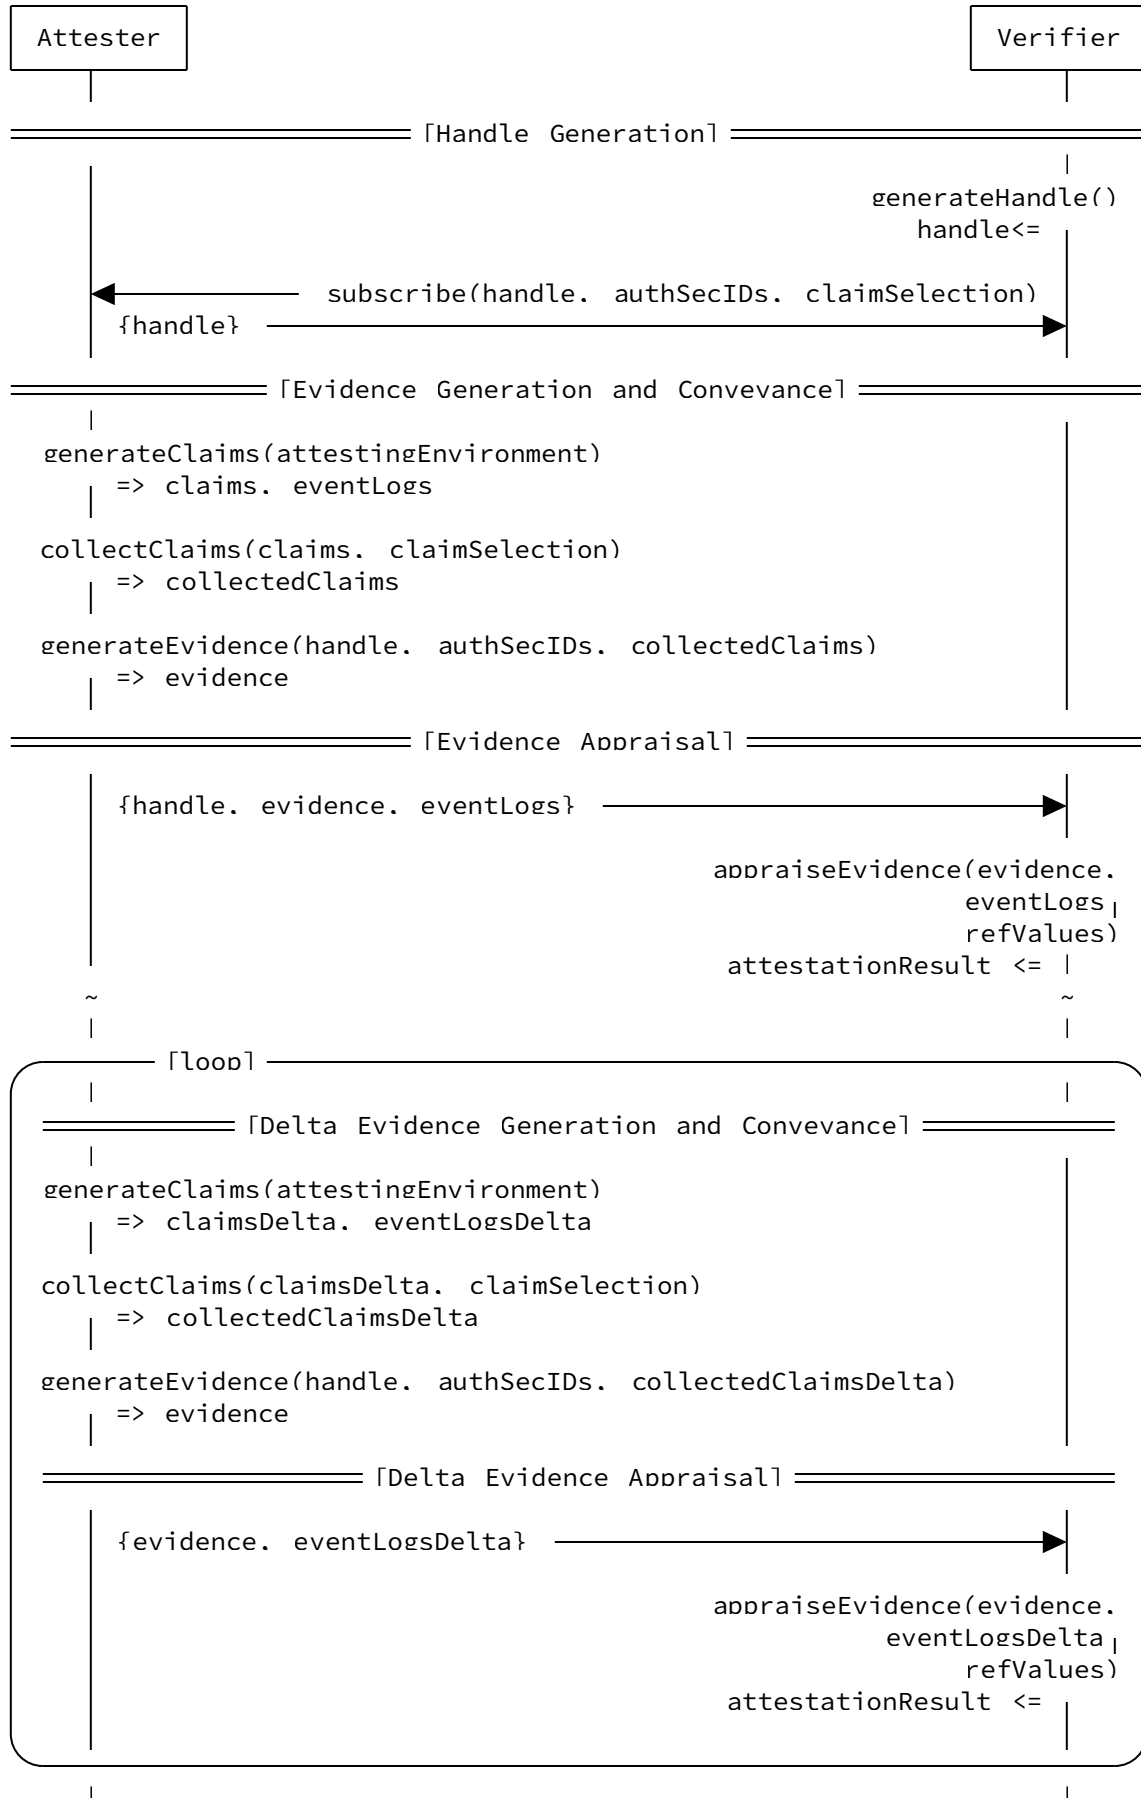 Attester
Verifier
[Handle Generation]
generateHandle()
handle<=
subscribe(handle, authSecIDs, claimSelection)
{handle}
[Evidence Generation and Conveyance]
generateClaims(attestingEnvironment)
=> claims, eventLogs
collectClaims(claims, claimSelection)
=> collectedClaims
generateEvidence(handle, authSecIDs, collectedClaims)
=> evidence
[Evidence Appraisal]
{handle, evidence, eventLogs}
appraiseEvidence(evidence,
eventLogs,
refValues)
attestationResult <=
~ ~
[loop]
[Delta Evidence Generation and Conveyance]
generateClaims(attestingEnvironment)
=> claimsDelta, eventLogsDelta
collectClaims(claimsDelta, claimSelection)
=> collectedClaimsDelta
generateEvidence(handle, authSecIDs, collectedClaimsDelta)
=> evidence
[Delta Evidence Appraisal]
{evidence, eventLogsDelta}
appraiseEvidence(evidence,
eventLogsDelta,
refValues)
attestationResult <=